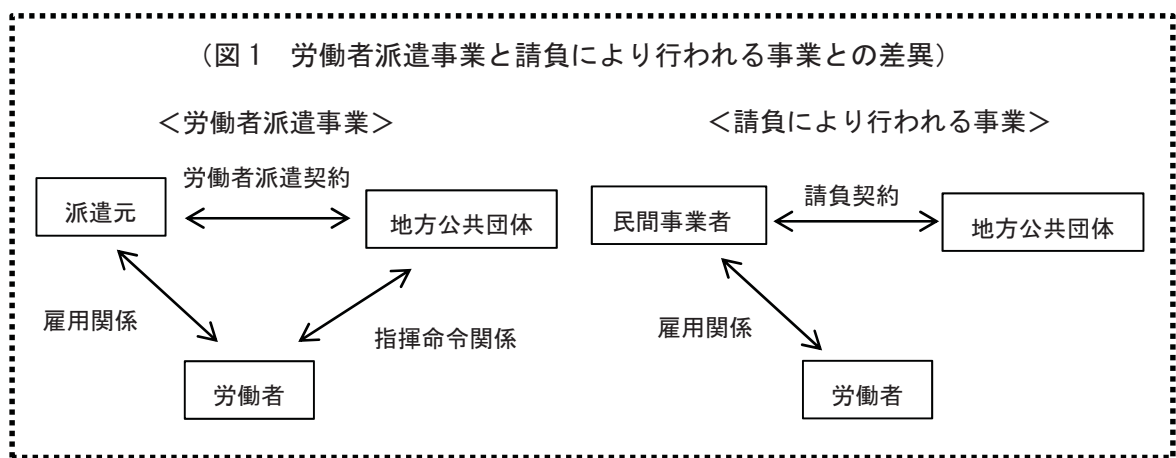 （図１　労働者派遣事業と請負により行われる事業との差異）
＜労働者派遣事業＞
労働者派遣契約
派遣元
地方公共団体
雇用関係
指揮命令関係
労働者
＜請負により行われる事業＞
請負契約
民間事業者
地方公共団体
雇用関係
労働者